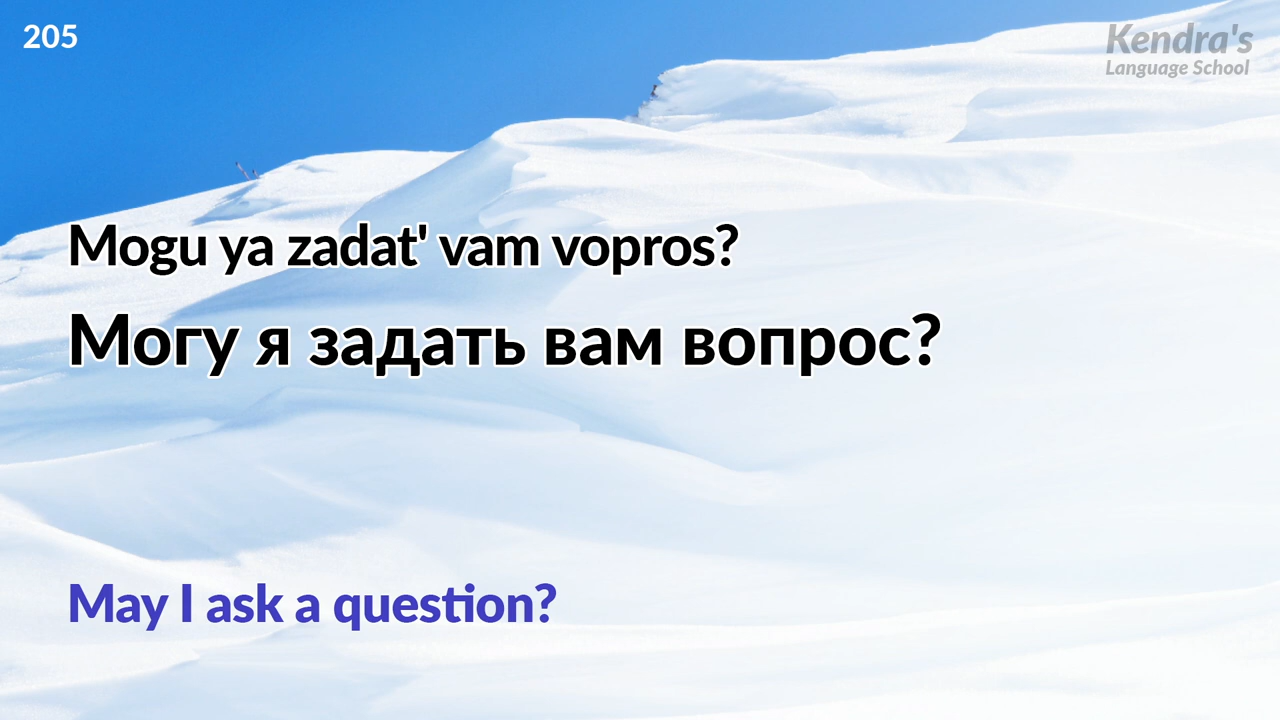 205
Kendra's
Language School
Mogu ya zadat' vam vopros?
Могу я задать вам вопрос?
May I ask a question?